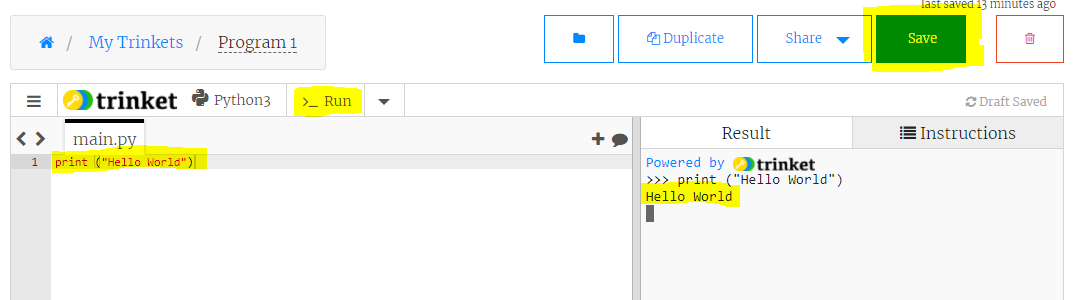 last saved 13 minutes ago
/ My Trinkets / Program 1
Duplicate
Share
Save
trinket Python3
>_ Run
Draft Saved
main.py
Result
Instructions
1 print ("Hello World")
Powered by trinket
>>> print ("Hello World")
Hello World